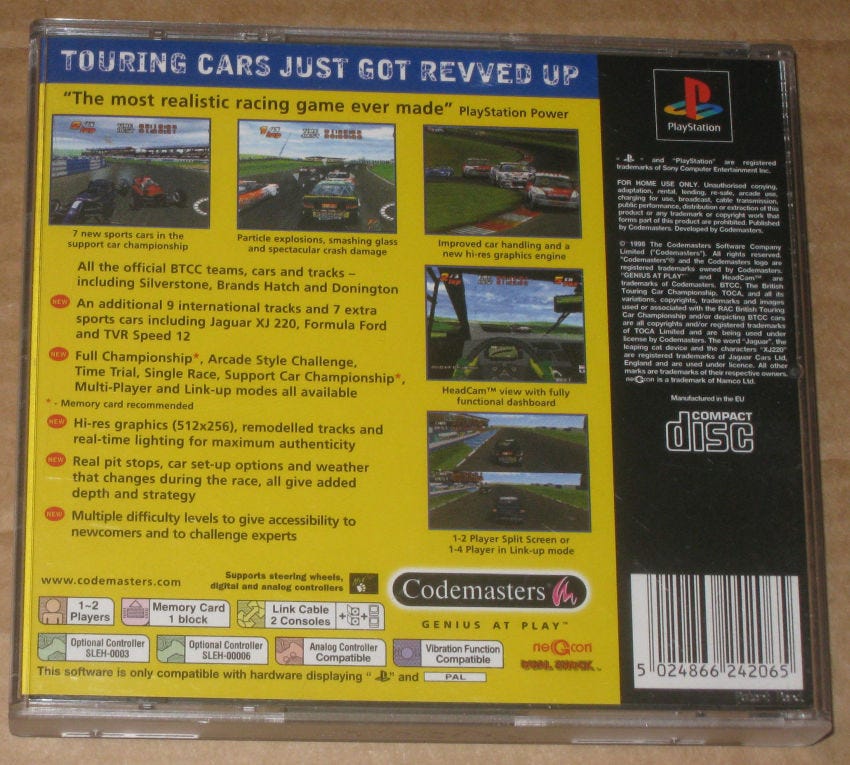 TOURING CARS JUST GOT REVVED UP
"The most realistic racing game ever made" PlayStation Power
7 new sports cars in the
support car championship
Particle explosions, smashing glass
and spectacular crash damage
Improved car handling and a
new hi-res graphics engine
All the official BTCC teams, cars and tracks –
including Silverstone, Brands Hatch and Donington
NEW An additional 9 international tracks and 7 extra
sports cars including Jaguar XJ 220, Formula Ford
and TVR Speed 12
NEW Full Championship*, Arcade Style Challenge,
Time Trial, Single Race, Support Car Championship*,
Multi-Player and Link-up modes all available
* - Memory card recommended
NEW Hi-res graphics (512x256), remodelled tracks and
real-time lighting for maximum authenticity
NEW Real pit stops, car set-up options and weather
that changes during the race, all give added
depth and strategy
NEW Multiple difficulty levels to give accessibility to
newcomers and to challenge experts
HeadCam™ view with fully
functional dashboard
1-2 Player Split Screen or
1-4 Player in Link-up mode
www.codemasters.com
Supports steering wheels,
digital and analog controllers
Codemasters
GENIUS AT PLAY™
1~2
Players
Memory Card
1 block
Link Cable
2 Consoles
Optional Controller
SLEH-0003
Optional Controller
SLEH-00006
Analog Controller
Compatible
Vibration Function
Compatible
neGcon
DUAL SHOCK™
This software is only compatible with hardware displaying " " and PAL
PlayStation
" " and "PlayStation" are registered
trademarks of Sony Computer Entertainment Inc.
FOR HOME USE ONLY. Unauthorised copying,
adaptation, rental, lending, re-sale, arcade use,
charging for use, broadcast, cable transmission,
public performance, distribution or extraction of this
product or any trademark or copyright work that
forms part of this product are prohibited. Published
by Codemasters. Developed by Codemasters.
© 1998 The Codemasters Software Company
Limited ("Codemasters"). All rights reserved.
"Codemasters"® and the Codemasters logo are
registered trademarks owned by Codemasters.
"GENIUS AT PLAY" and HeadCam™ are
trademarks of Codemasters. BTCC, The British
Touring Car Championship, TOCA, and all its
variations, copyrights, trademarks and images
used or associated with the RAC British Touring
Car Championship and/or depicting BTCC cars
are all copyrights and/or registered trademarks
of TOCA Limited and are being used under
license by Codemasters. The word "Jaguar", the
leaping cat device and the characters "XJ220"
are registered trademarks of Jaguar Cars Ltd,
England and are used under licence. All other
marks are trademarks of their respective owners.
neGcon is a trademark of Namco Ltd.
Manufactured in the EU
COMPACT
disc
5 024866 242065